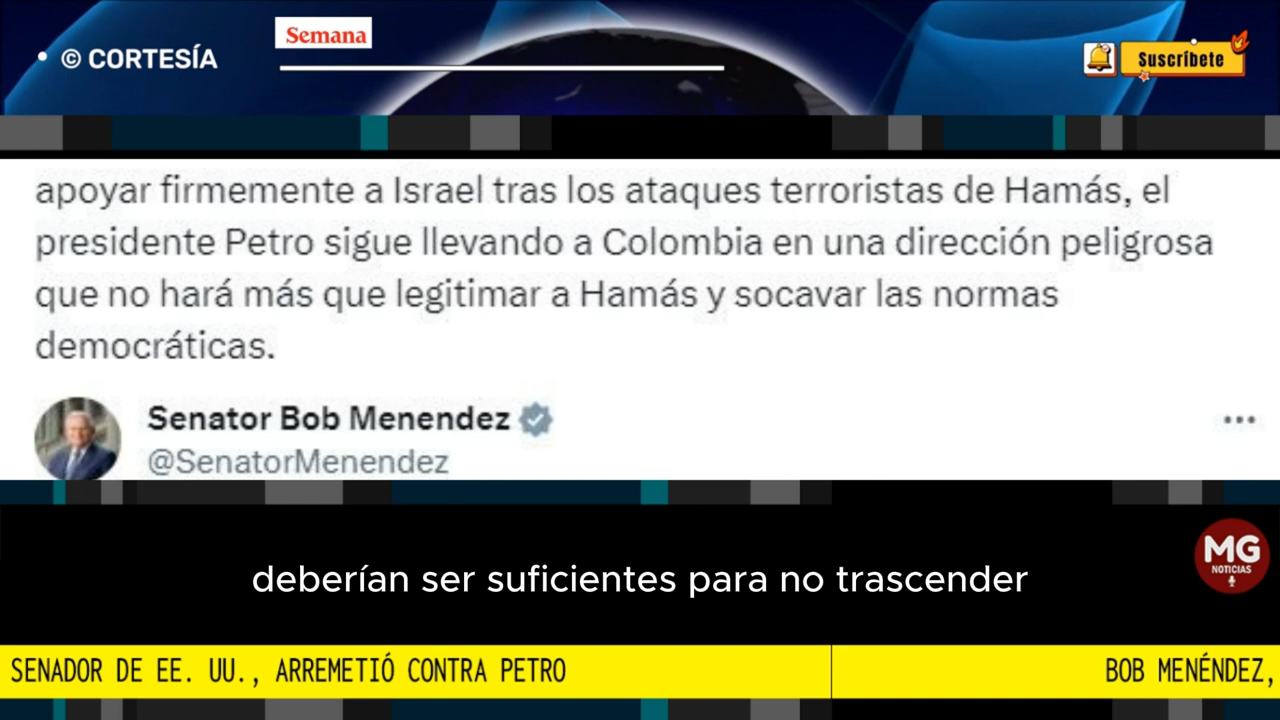 • © CORTESÍA
Semana
Suscríbete
apoyar firmemente a Israel tras los ataques terroristas de Hamás, el
presidente Petro sigue llevando a Colombia en una dirección peligrosa
que no hará más que legitimar a Hamás y socavar las normas
democráticas.
Senator Bob Menendez
@SenatorMenendez
MG
NOTICIAS
deberían ser suficientes para no trascender
SENADOR DE EE. UU., ARREMETIÓ CONTRA PETRO
BOB MENÉNDEZ,